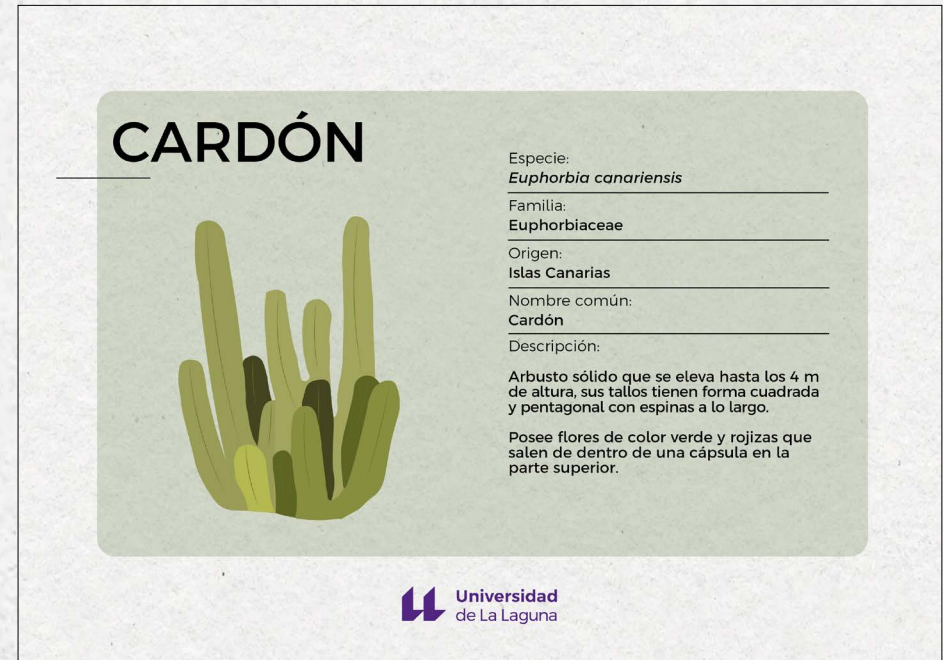 CARDÓN
Especie:
Euphorbia canariensis
Familia:
Euphorbiaceae
Origen:
Islas Canarias
Nombre común:
Cardón
Descripción:
Arbusto sólido que se eleva hasta los 4 m
de altura, sus tallos tienen forma cuadrada
y pentagonal con espinas a lo largo.
Posee flores de color verde y rojizas que
salen de dentro de una cápsula en la
parte superior.
Universidad
de La Laguna